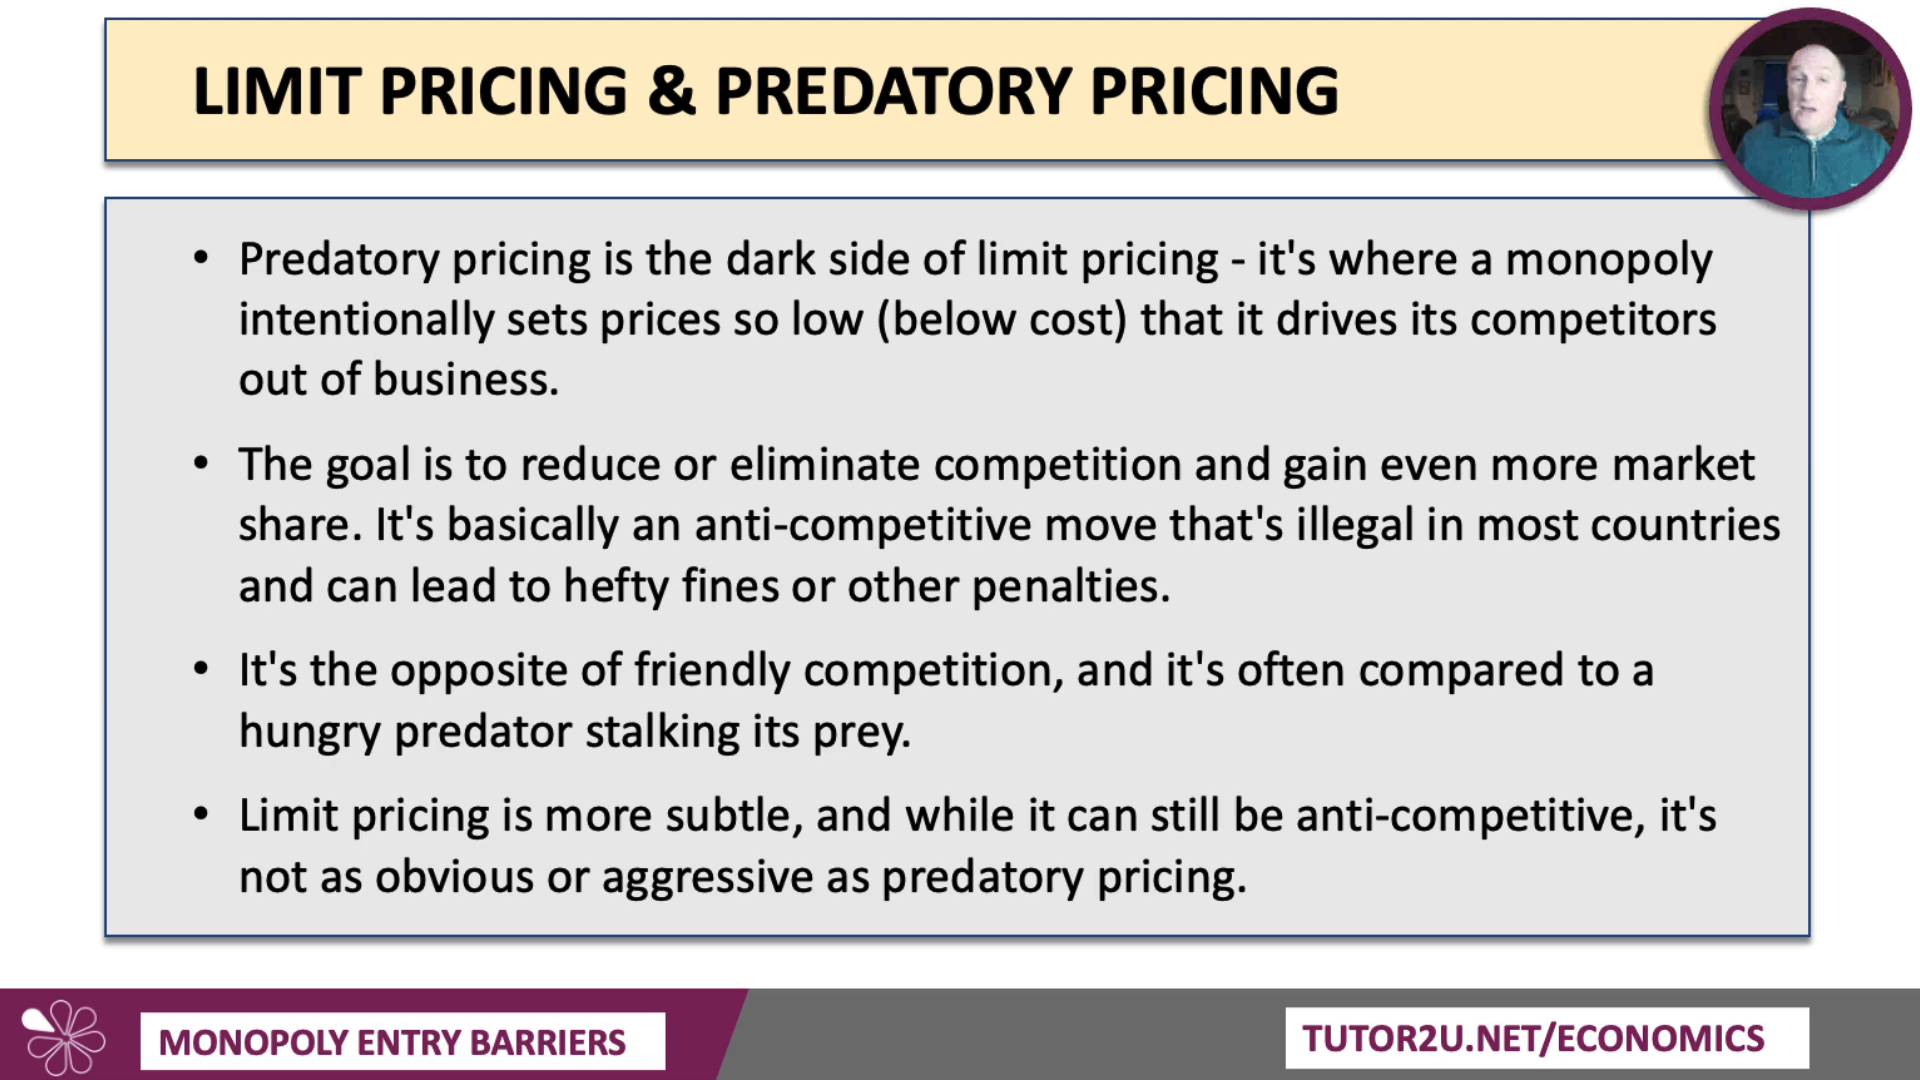 LIMIT PRICING & PREDATORY PRICING
• Predatory pricing is the dark side of limit pricing - it's where a monopoly
intentionally sets prices so low (below cost) that it drives its competitors
out of business.
• The goal is to reduce or eliminate competition and gain even more market
share. It's basically an anti-competitive move that's illegal in most countries
and can lead to hefty fines or other penalties.
• It's the opposite of friendly competition, and it's often compared to a
hungry predator stalking its prey.
• Limit pricing is more subtle, and while it can still be anti-competitive, it's
not as obvious or aggressive as predatory pricing.
MONOPOLY ENTRY BARRIERS
TUTOR2U.NET/ECONOMICS